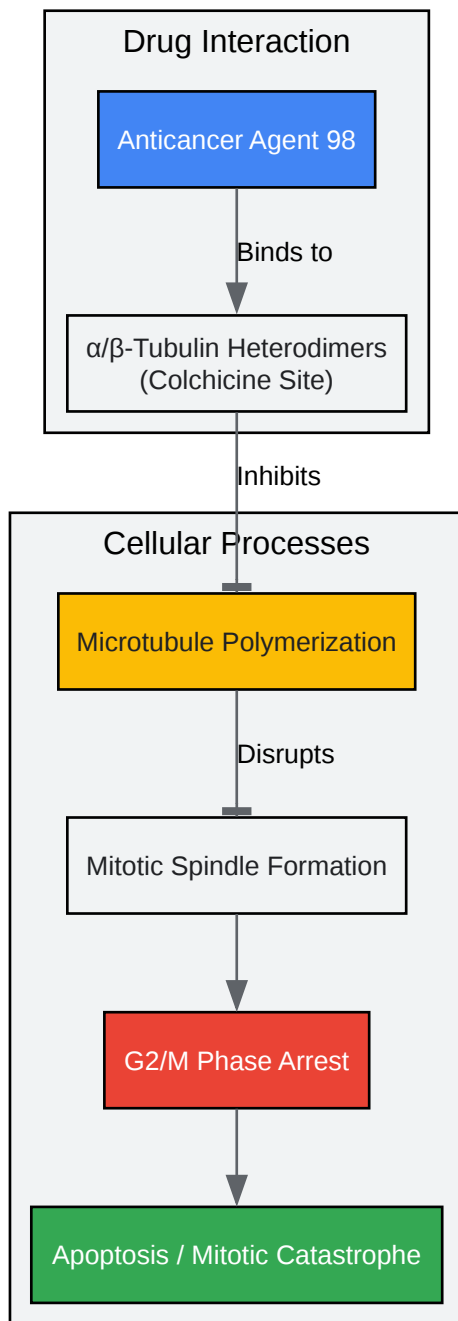 Drug Interaction
Anticancer Agent 98
Binds to
α/β-Tubulin Heterodimers
(Colchicine Site)
Inhibits
Cellular Processes
Microtubule Polymerization
Disrupts
Mitotic Spindle Formation
G2/M Phase Arrest
Apoptosis / Mitotic Catastrophe